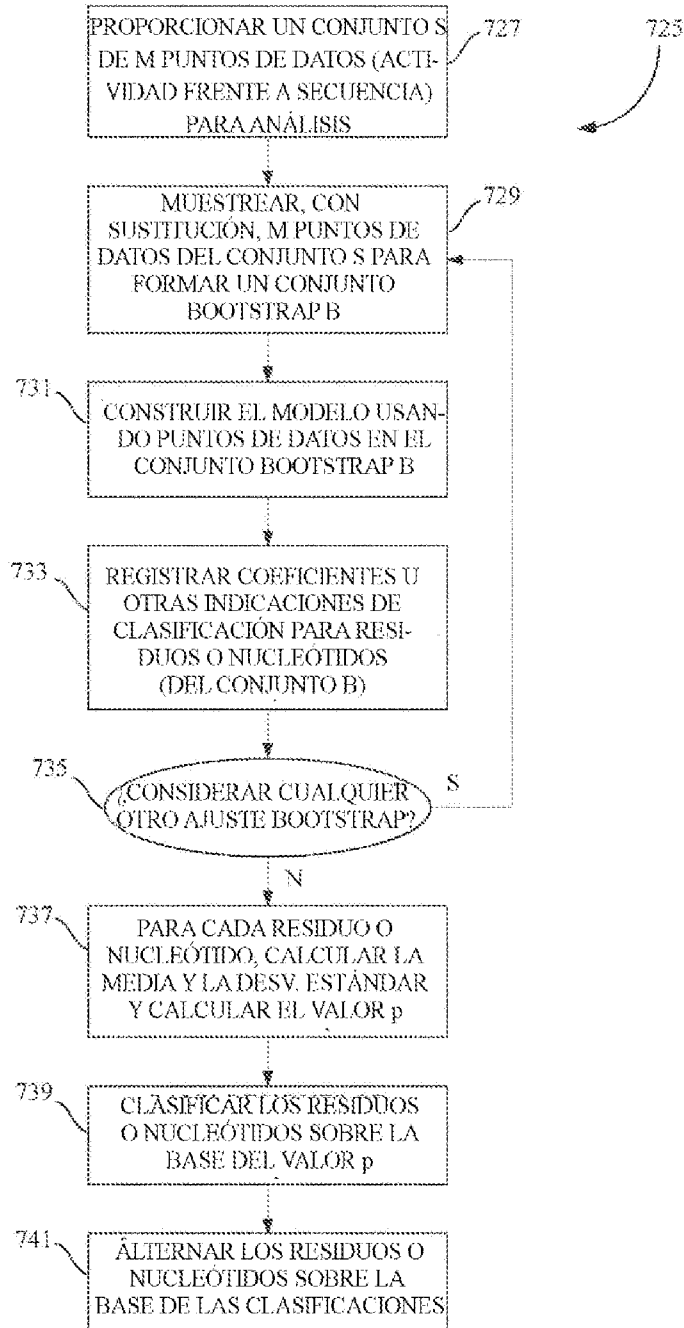 PROPORCIONAR UN CONJUNTO S
DE M PUNTOS DE DATOS (ACTI-
VIDAD FRENTE A SECUENCIA)
PARA ANÁLISIS
727
725
MUESTREAR, CON
SUSTITUCIÓN, M PUNTOS DE
DATOS DEL CONJUNTO S PARA
FORMAR UN CONJUNTO
BOOTSTRAP B
729
731
CONSTRUIR EL MODELO USAN-
DO PUNTOS DE DATOS EN EL
CONJUNTO BOOTSTRAP B
733
REGISTRAR COEFICIENTES U
OTRAS INDICACIONES DE
CLASIFICACIÓN PARA RESI-
DUOS O NUCLEÓTIDOS
(DEL CONJUNTO B)
735
¿CONSIDERAR CUALQUIER
OTRO AJUSTE BOOTSTRAP?
S
N
737
PARA CADA RESIDUO O
NUCLEÓTIDO, CALCULAR LA
MEDIA Y LA DESV. ESTÁNDAR
Y CALCULAR EL VALOR p
739
CLASIFICAR LOS RESIDUOS
O NUCLEÓTIDOS SOBRE LA
BASE DEL VALOR p
741
ALTERNAR LOS RESIDUOS O
NUCLEÓTIDOS SOBRE LA
BASE DE LAS CLASIFICACIONES